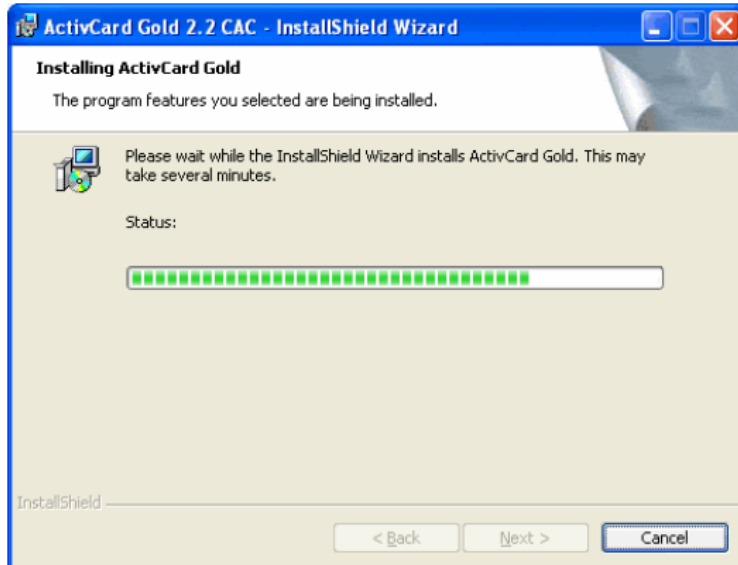 ActivCard Gold 2.2 CAC - InstallShield Wizard
Installing ActivCard Gold
The program features you selected are being installed.
Please wait while the InstallShield Wizard installs ActivCard Gold. This may
take several minutes.
Status:
InstallShield
< Back
Next >
Cancel